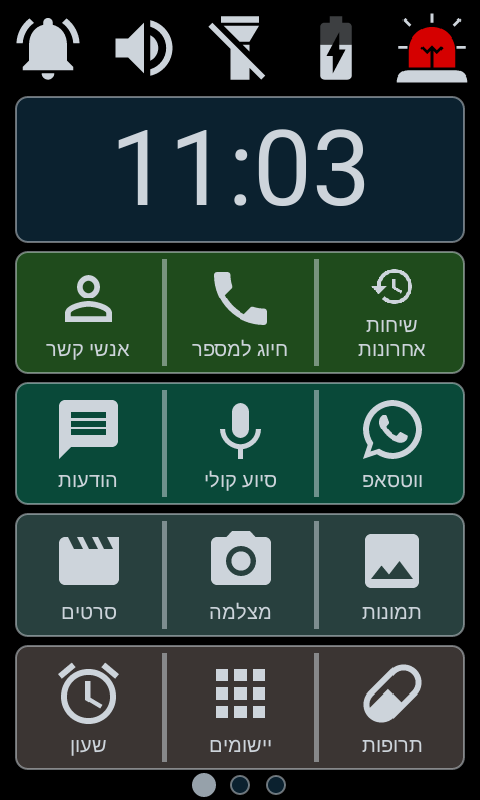 11:03
שיחות
אחרונות
חיוג למספר
אנשי קשר
ווטסאפ
סיוע קולי
הודעות
תמונות
מצלמה
סרטים
תרופות
יישומים
שעון